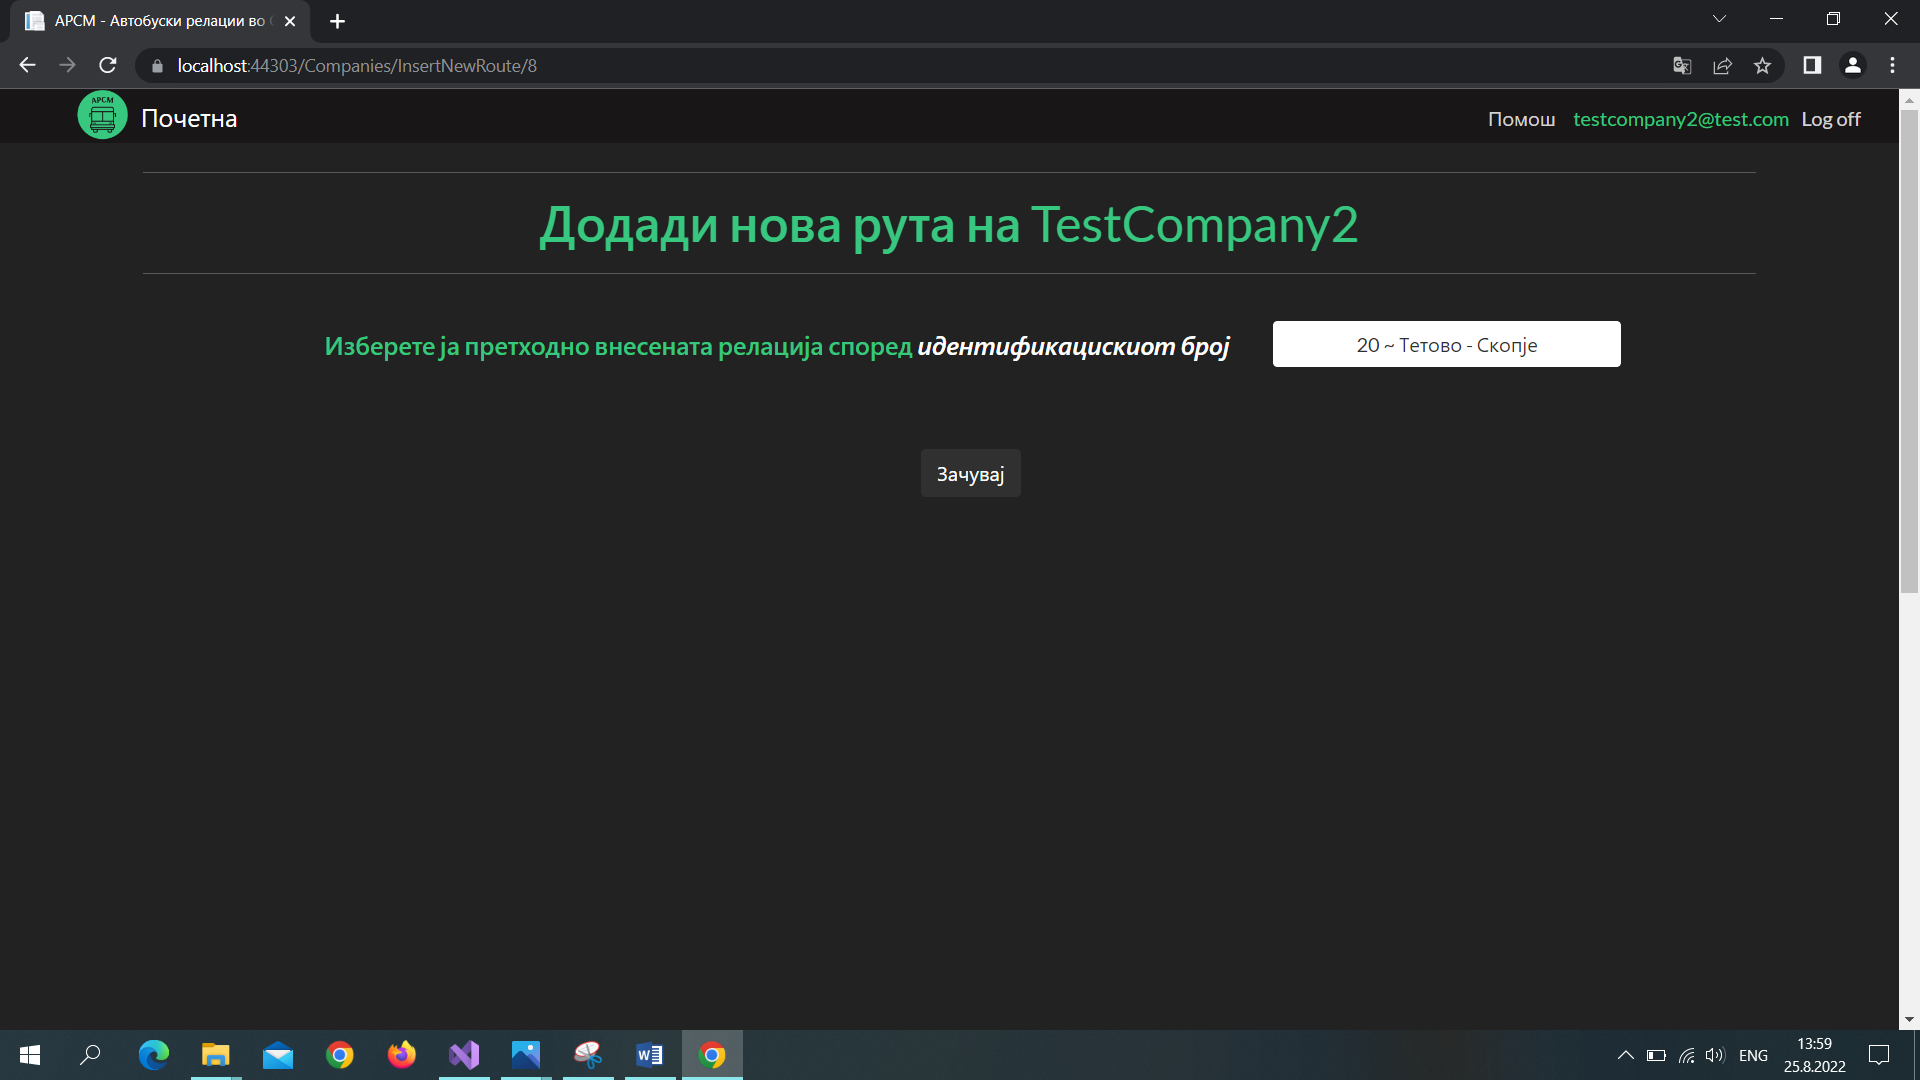 АРСМ - Автобуски релации во
localhost:44303/Companies/InsertNewRoute/8
АРСМ
Почетна
Помош
testcompany2@test.com
Log off
Додади нова рута на TestCompany2
Изберете ја претходно внесената релација според идентификацискиот број
20 ~ Тетово - Скопје
Зачувај
ENG
13:59
25.8.2022